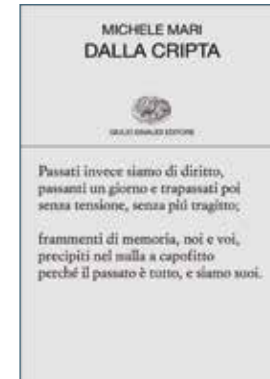 MICHELE MARI
DALLA CRIPTA
GIULIO EINAUDI EDITORE
Passati invece siamo di diritto,
passanti un giorno e trapassati poi
senza tensione, senza piú tragitto;
frammenti di memoria, noi e voi,
precipiti nel nulla a capofitto
perché il passato è tutto, e siamo suoi.